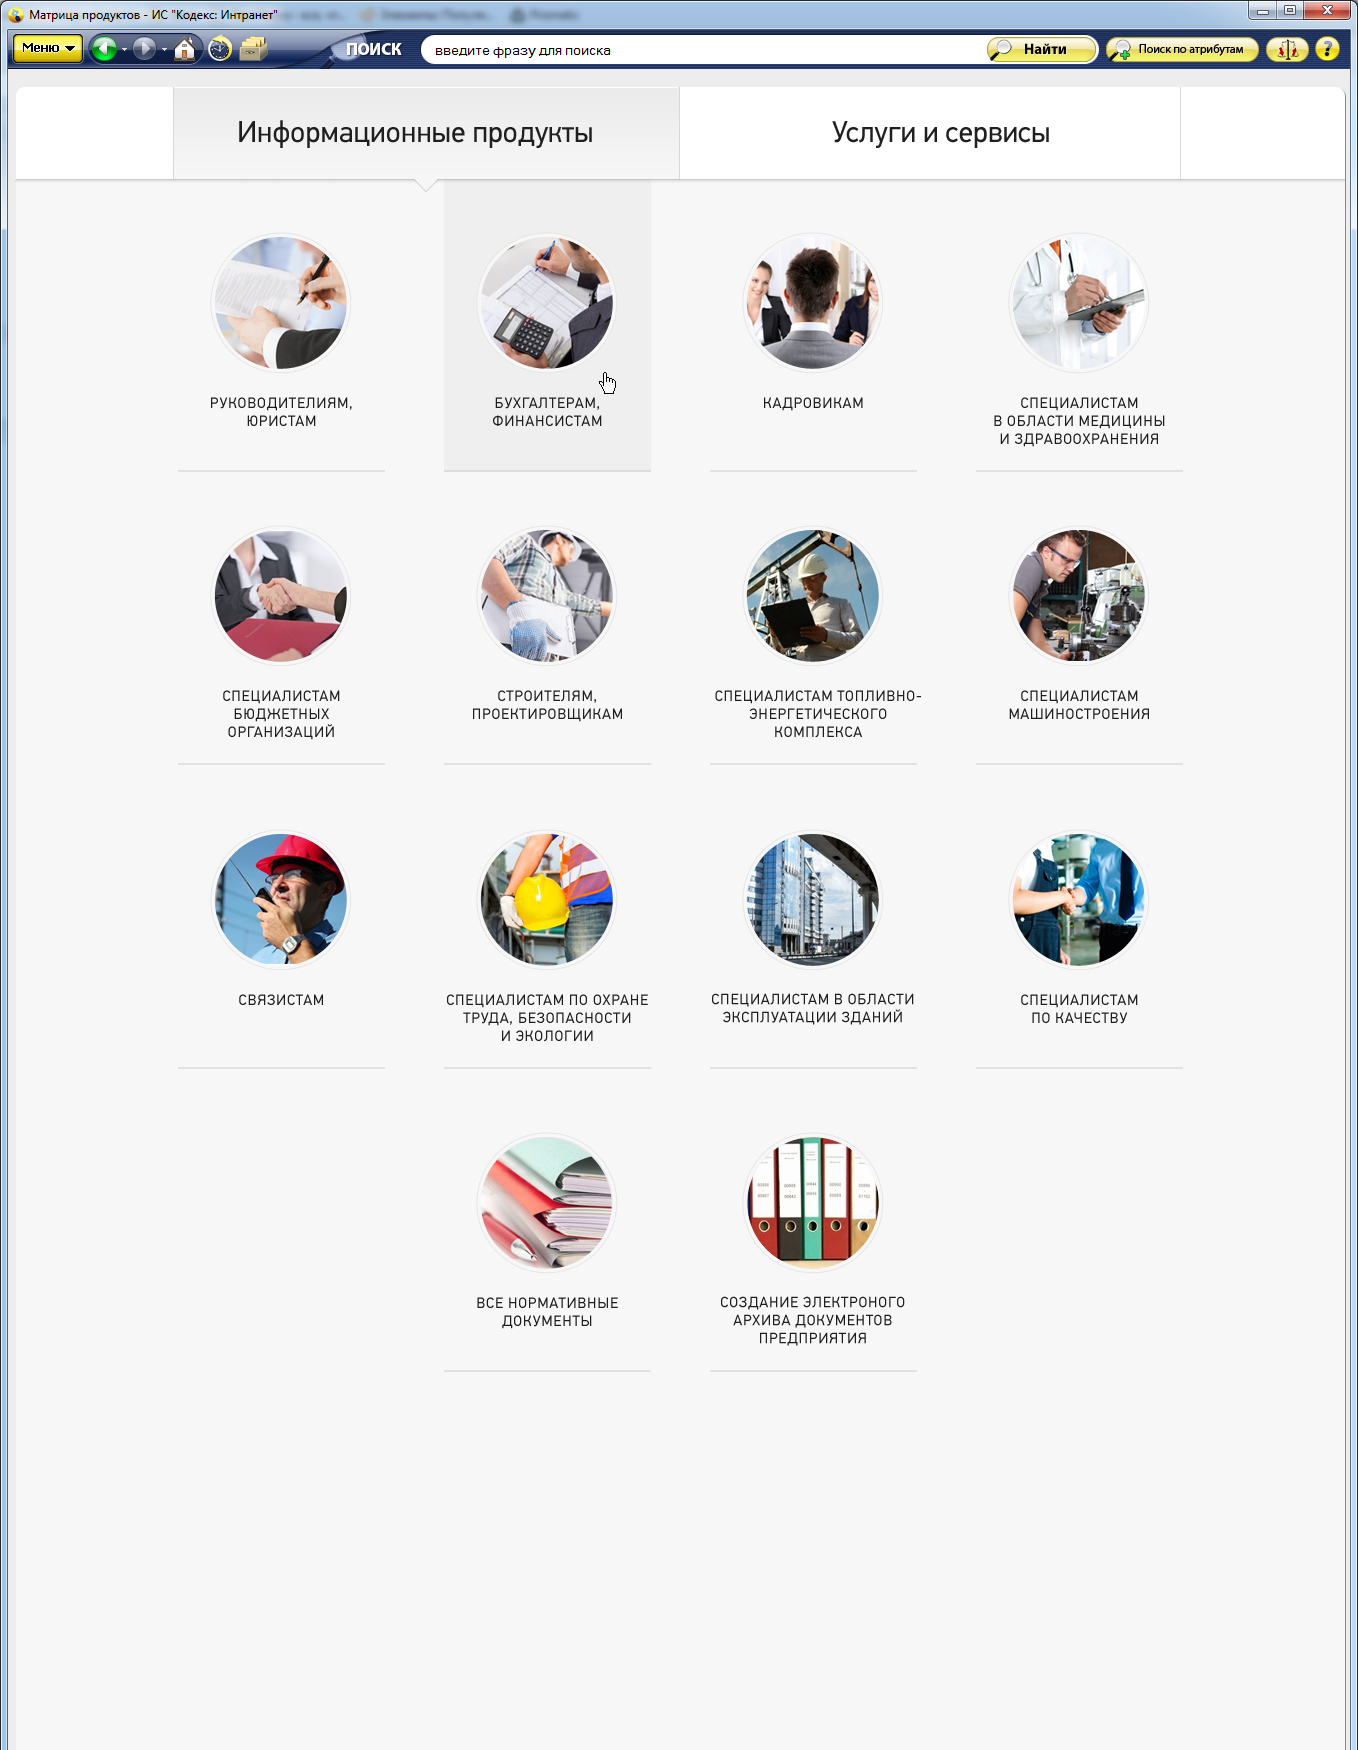 Матрица продуктов - ИС "Кодекс: Интранет"
Меню
ПОИСК
введите фразу для поиска
Найти
Поиск по атрибутам
?
Информационные продукты
Услуги и сервисы
РУКОВОДИТЕЛИЯМ,
ЮРИСТАМ
БУХГАЛТЕРАМ,
ФИНАНСИСТАМ
КАДРОВИКАМ
СПЕЦИАЛИСТАМ
В ОБЛАСТИ МЕДИЦИНЫ
И ЗДРАВООХРАНЕНИЯ
СПЕЦИАЛИСТАМ
БЮДЖЕТНЫХ
ОРГАНИЗАЦИЙ
СТРОИТЕЛЯМ,
ПРОЕКТИРОВЩИКАМ
СПЕЦИАЛИСТАМ ТОПЛИВНО-
ЭНЕРГЕТИЧЕСКОГО
КОМПЛЕКСА
СПЕЦИАЛИСТАМ
МАШИНОСТРОЕНИЯ
СВЯЗИСТАМ
СПЕЦИАЛИСТАМ ПО ОХРАНЕ
ТРУДА, БЕЗОПАСНОСТИ
И ЭКОЛОГИИ
СПЕЦИАЛИСТАМ В ОБЛАСТИ
ЭКСПЛУАТАЦИИ ЗДАНИЙ
СПЕЦИАЛИСТАМ
ПО КАЧЕСТВУ
ВСЕ НОРМАТИВНЫЕ
ДОКУМЕНТЫ
СОЗДАНИЕ ЭЛЕКТРОНОГО
АРХИВА ДОКУМЕНТОВ
ПРЕДПРИЯТИЯ